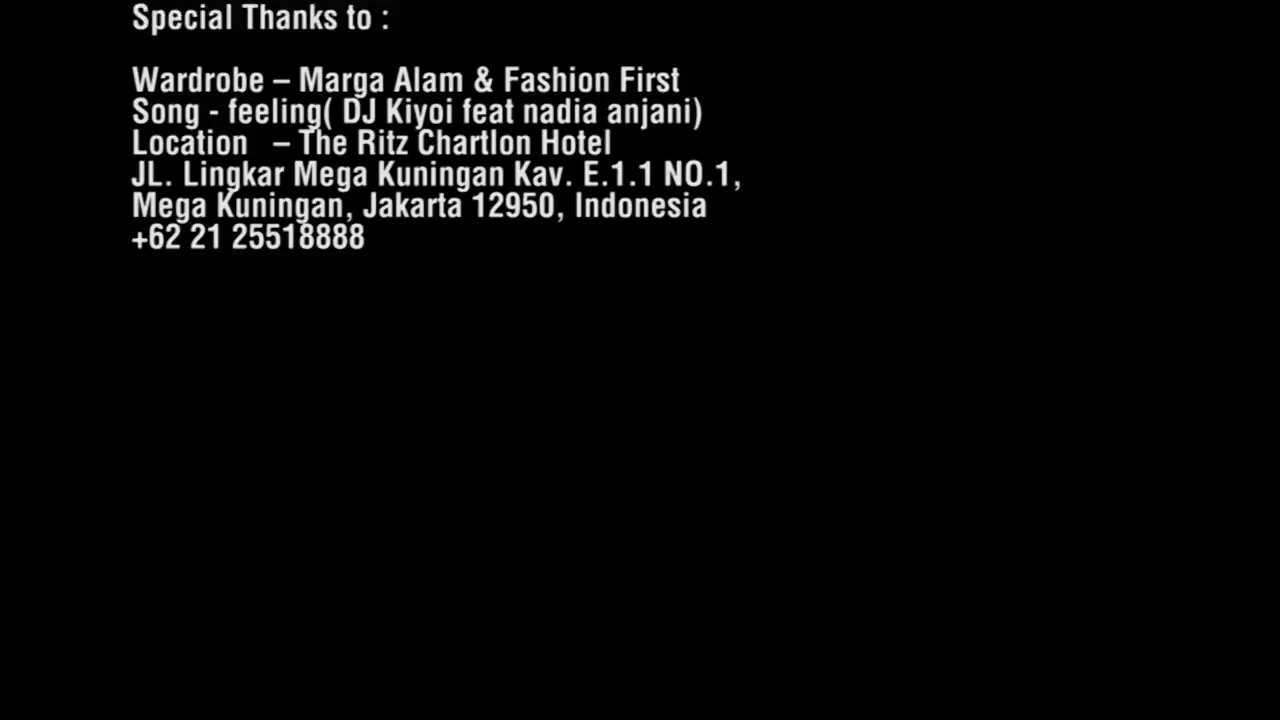 Special Thanks to :
Wardrobe – Marga Alam & Fashion First
Song - feeling( DJ Kiyoi feat nadia anjani)
Location – The Ritz Chartlon Hotel
JL. Lingkar Mega Kuningan Kav. E.1.1 NO.1,
Mega Kuningan, Jakarta 12950, Indonesia
+62 21 25518888